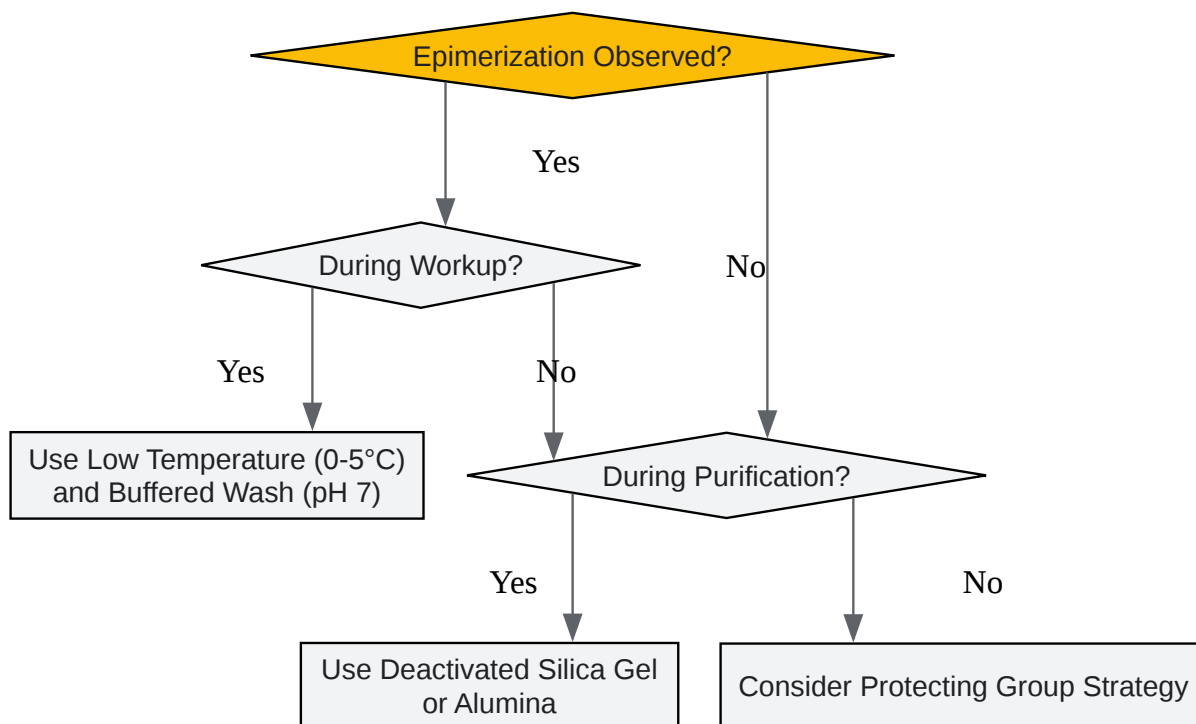 Epimerization Observed?
Yes
During Workup?
No
Yes
No
Use Low Temperature (0-5°C)
and Buffered Wash (pH 7)
During Purification?
Yes
No
Use Deactivated Silica Gel
or Alumina
Consider Protecting Group Strategy